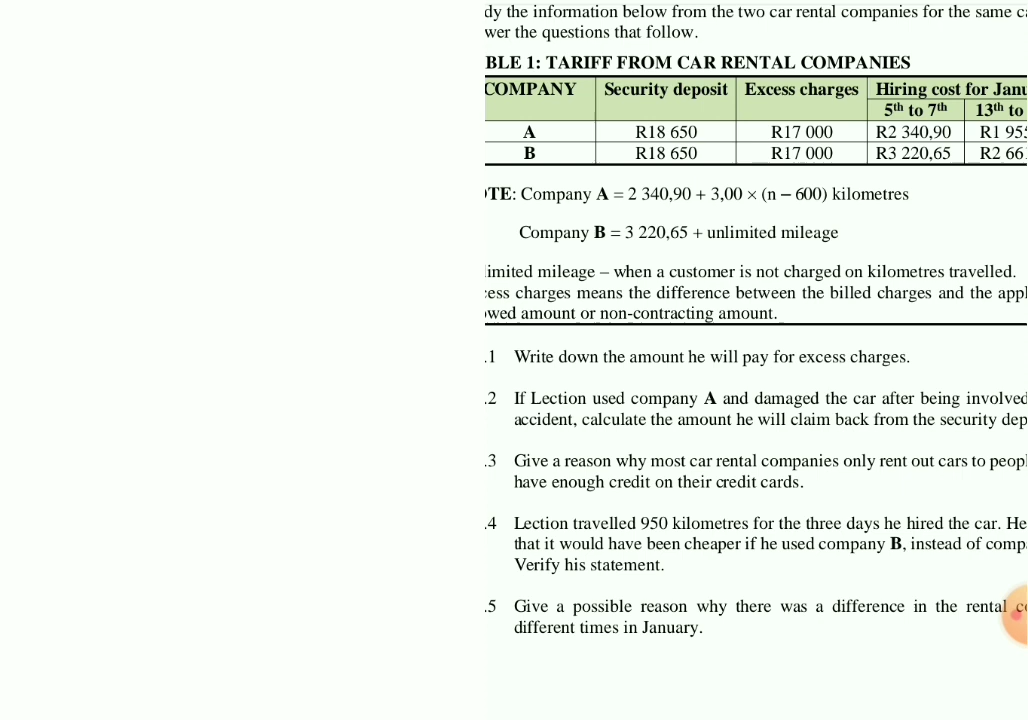 dy the information below from the two car rental companies for the same c
wer the questions that follow.
BLE 1: TARIFF FROM CAR RENTAL COMPANIES
COMPANY Security deposit Excess charges Hiring cost for Janu
5th to 7th 13th to
A R18 650 R17 000 R2 340,90 R1 955
B R18 650 R17 000 R3 220,65 R2 66
OTE: Company A = 2 340,90 + 3,00 × (n – 600) kilometres
Company B = 3 220,65 + unlimited mileage
limited mileage – when a customer is not charged on kilometres travelled.
cess charges means the difference between the billed charges and the appl
owed amount or non-contracting amount.
.1 Write down the amount he will pay for excess charges.
.2 If Lection used company A and damaged the car after being involved
accident, calculate the amount he will claim back from the security dep
.3 Give a reason why most car rental companies only rent out cars to peop
have enough credit on their credit cards.
.4 Lection travelled 950 kilometres for the three days he hired the car. He
that it would have been cheaper if he used company B, instead of comp
Verify his statement.
.5 Give a possible reason why there was a difference in the rental c
different times in January.